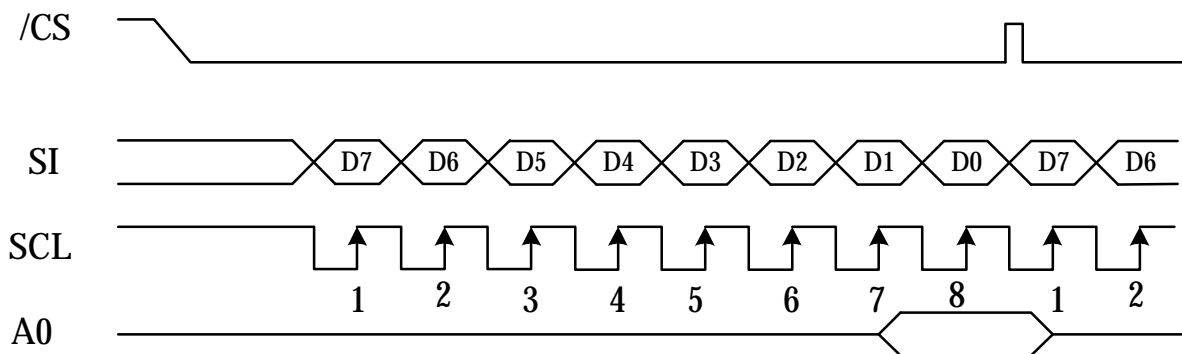 /CS
SI D7 D6 D5 D4 D3 D2 D1 D0 D7 D6
SCL
1 2 3 4 5 6 7 8 1 2
A0